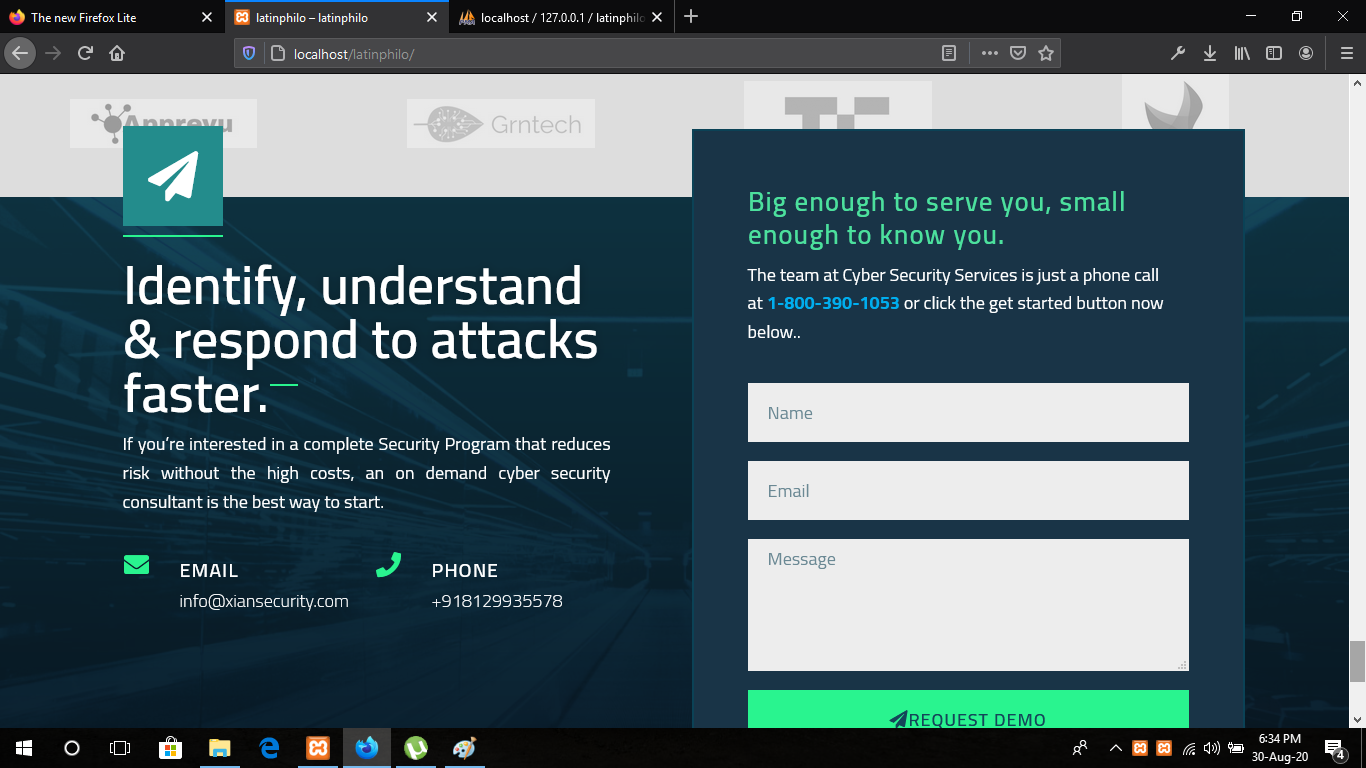 The new Firefox Lite
latinphilo – latinphilo
localhost / 127.0.0.1 / latinphilo
localhost/latinphilo/
Apprevu
Grntech
Identify, understand
& respond to attacks
faster.
If you’re interested in a complete Security Program that reduces
risk without the high costs, an on demand cyber security
consultant is the best way to start.
EMAIL
info@xiansecurity.com
PHONE
+918129935578
Big enough to serve you, small
enough to know you.
The team at Cyber Security Services is just a phone call
at 1-800-390-1053 or click the get started button now
below..
Name
Email
Message
REQUEST DEMO
6:34 PM
30-Aug-20
4